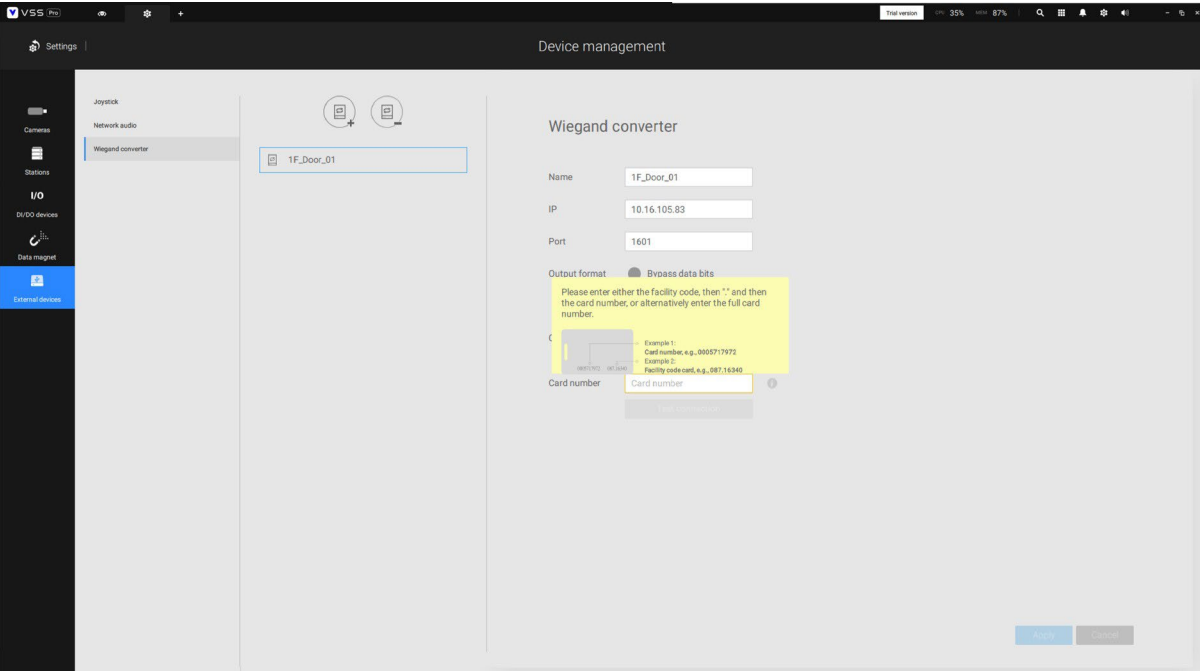 VSS Pro
Trial version
CPU 35% MEM 87%
Settings
Device management
Cameras
Stations
I/O
DI/DO devices
Data magnet
External devices
Joystick
Network audio
Wiegand converter
1F_Door_01
Wiegand converter
Name 1F_Door_01
IP 10.16.105.83
Port 1601
Output format Bypass data bits
Please enter either the facility code, then "." and then
the card number, or alternatively enter the full card
number.
Example 1:
Card number, e.g., 0005717972
Example 2:
Facility code card, e.g., 087.16340
Card number Card number
Apply Cancel